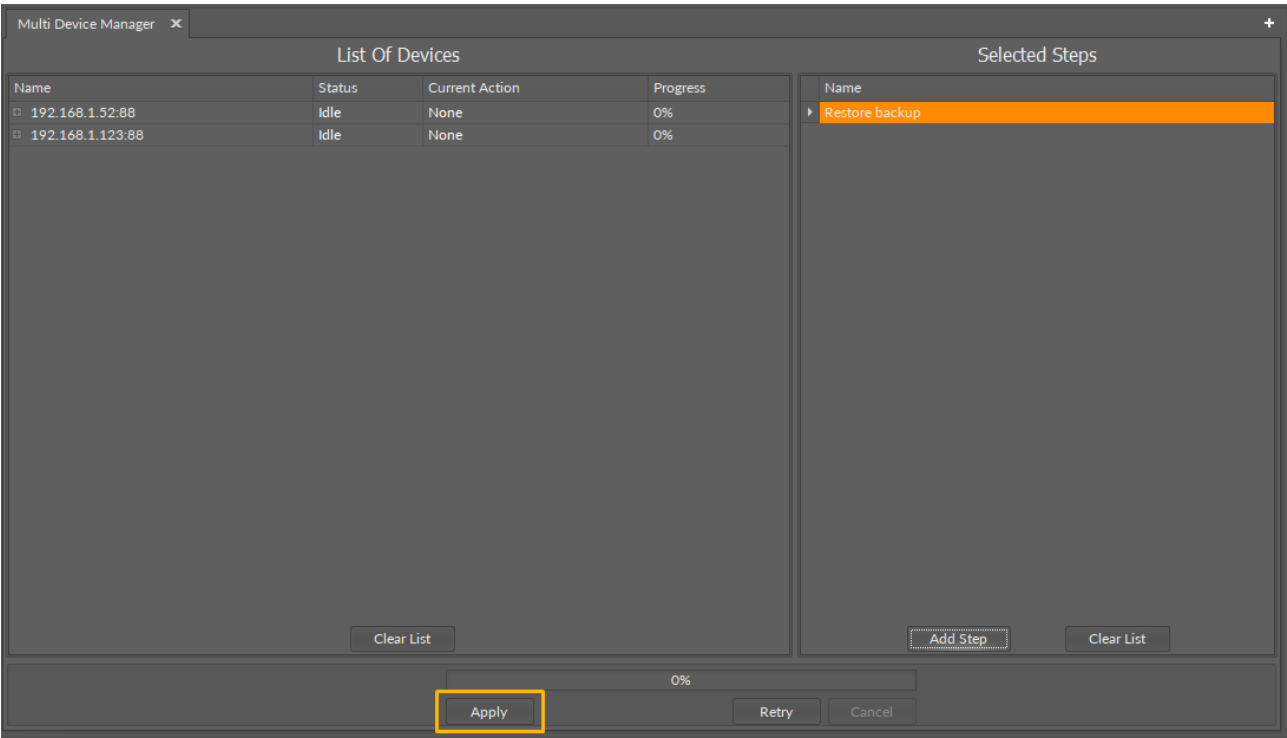 Multi Device Manager ×
+
List Of Devices
Selected Steps
Name Status Current Action Progress
Name
192.168.1.52:88 Idle None 0%
Restore backup
192.168.1.123:88 Idle None 0%
Clear List
Add Step Clear List
0%
Apply Retry Cancel